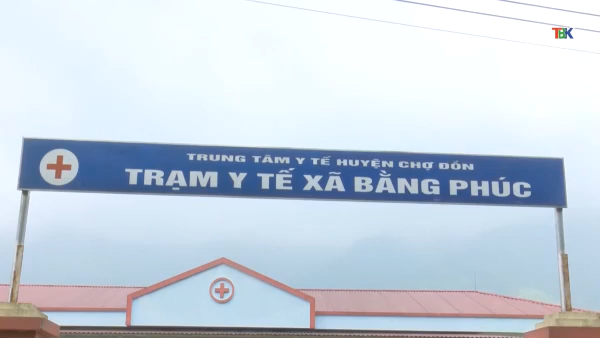 TBK
TRUNG TÂM Y TẾ HUYỆN CHỢ ĐỒN
TRẠM Y TẾ XÃ BẰNG PHÚC